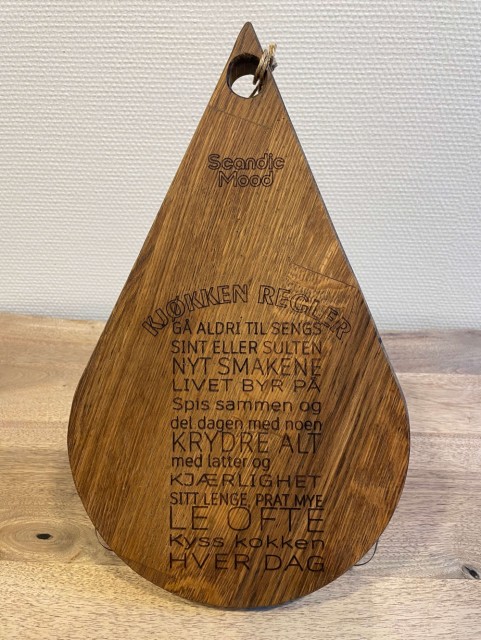 Scandic
Mood
KJØKKEN REGLER
GÅ ALDRI TIL SENGS
SINT ELLER SULTEN
NYT SMAKENE
LIVET BYR PÅ
Spis sammen og
del dagen med noen
KRYDRE ALT
med latter og
KJÆRLIGHET
SITT LENGE, PRAT MYE
LE OFTE
Kyss kokken
HVER DAG